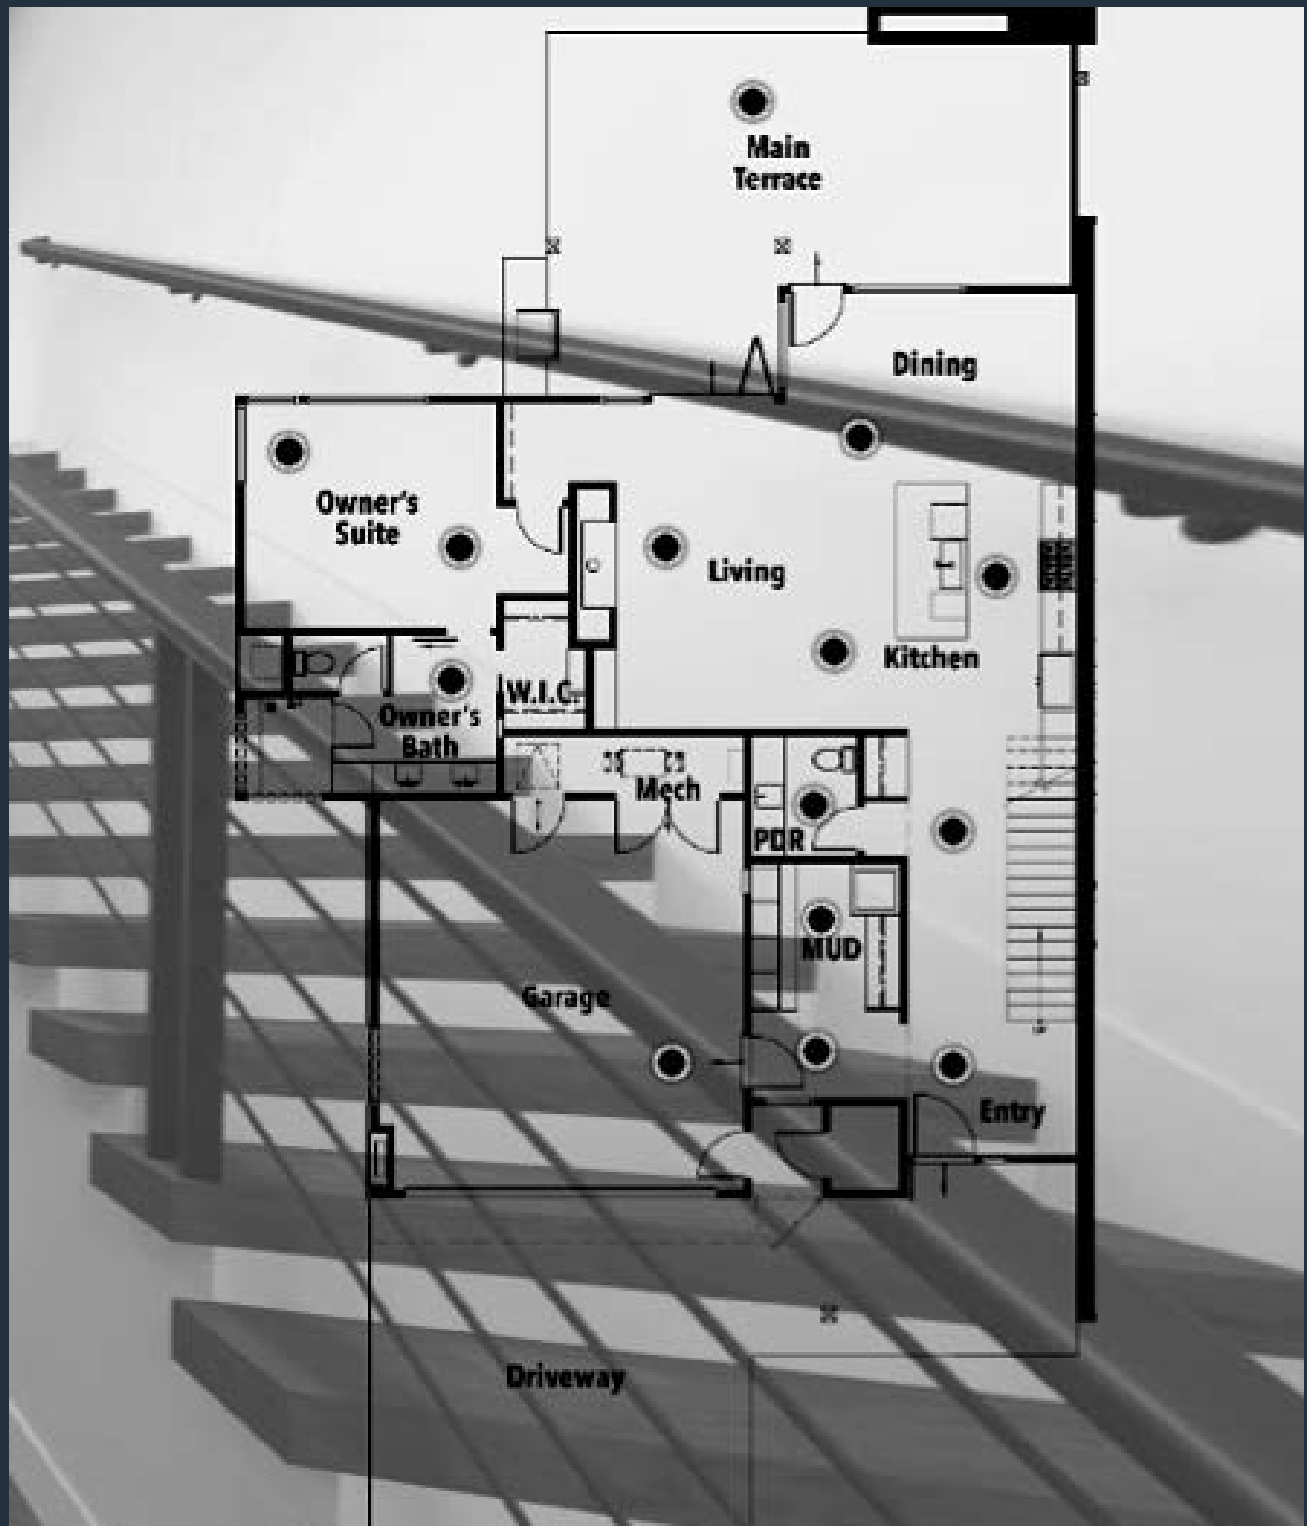 Main
Terrace
Dining
Owner's
Suite
Living
Kitchen
W.I.C.
Owner's
Bath
Mech
PDR
MUD
Garage
Entry
Driveway